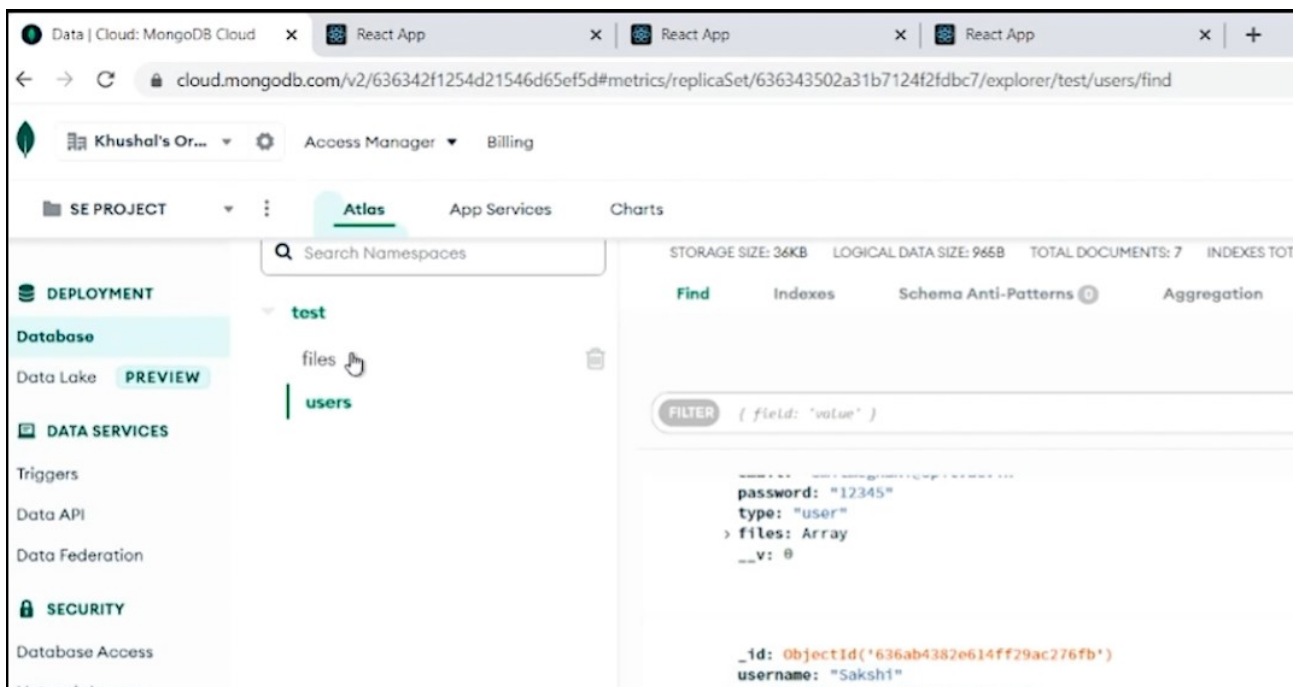 Data | Cloud: MongoDB Cloud
React App
React App
React App
cloud.mongodb.com/v2/636342f1254d21546d65ef5d#metrics/replicaSet/636343502a31b7124f2fdbc7/explorer/test/users/find
Khushal's Or...
Access Manager
Billing
SE PROJECT
Atlas
App Services
Charts
Search Namespaces
STORAGE SIZE: 36KB LOGICAL DATA SIZE: 965B TOTAL DOCUMENTS: 7 INDEXES TOT
DEPLOYMENT
Database
Data Lake PREVIEW
DATA SERVICES
Triggers
Data API
Data Federation
SECURITY
Database Access
test
files
users
Find
Indexes
Schema Anti-Patterns 0
Aggregation
FILTER { field: 'value' }
password: "12345"
type: "user"
> files: Array
__v: 0
_id: ObjectId('636ab4382e614ff29ac276fb')
username: "Sakshi"